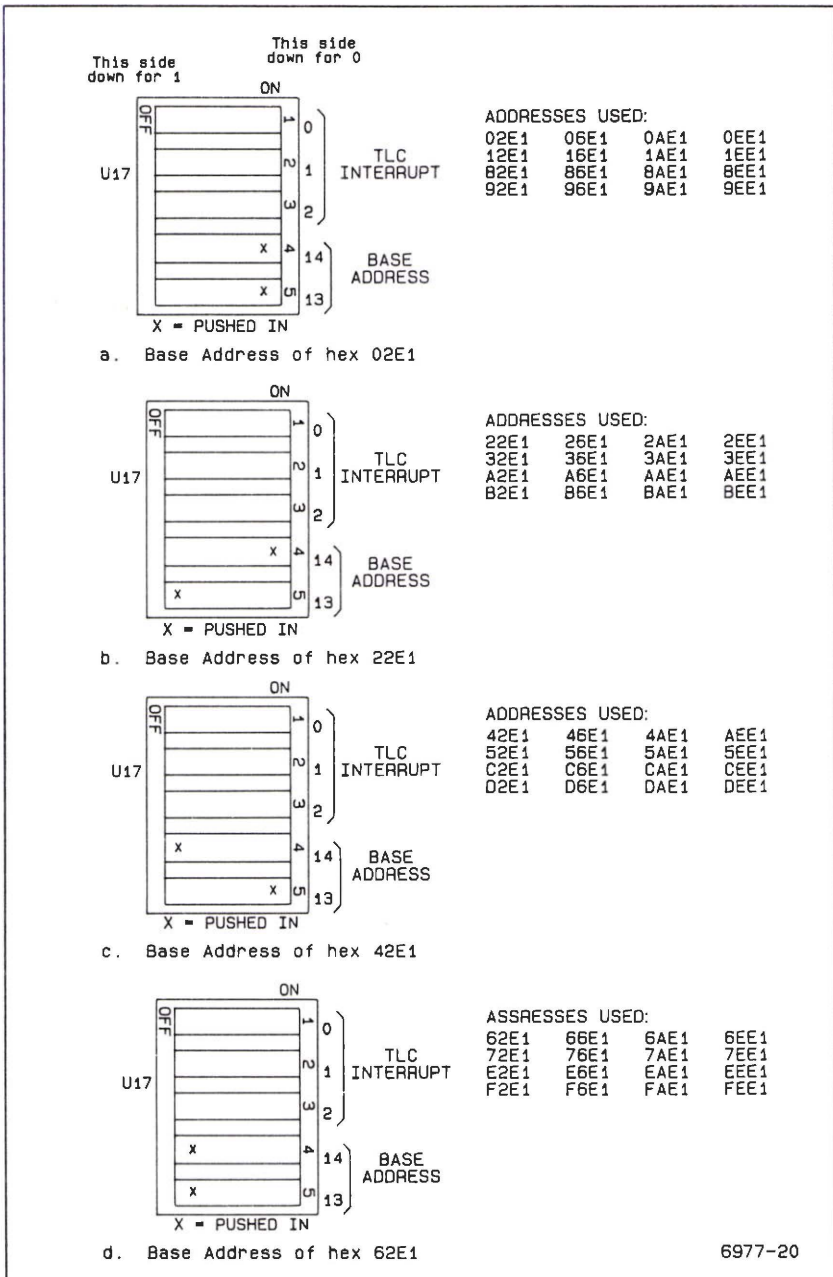 This side
down for 1
This side
down for 0
ON
OFF
U17
1 0
2 1
3 2
4 14
5 13
TLC
INTERRUPT
BASE
ADDRESS
X X
X = PUSHED IN
ADDRESSES USED:
02E1 06E1 0AE1 0EE1
12E1 16E1 1AE1 1EE1
82E1 86E1 8AE1 8EE1
92E1 96E1 9AE1 9EE1
a. Base Address of hex 02E1
ON
OFF
U17
1 0
2 1
3 2
4 14
5 13
TLC
INTERRUPT
BASE
ADDRESS
X X
X = PUSHED IN
ADDRESSES USED:
22E1 26E1 2AE1 2EE1
32E1 36E1 3AE1 3EE1
A2E1 A6E1 AAE1 AEE1
B2E1 B6E1 BAE1 BEE1
b. Base Address of hex 22E1
ON
OFF
U17
1 0
2 1
3 2
4 14
5 13
TLC
INTERRUPT
BASE
ADDRESS
X X
X = PUSHED IN
ADDRESSES USED:
42E1 46E1 4AE1 AEE1
52E1 56E1 5AE1 5EE1
C2E1 C6E1 CAE1 CEE1
D2E1 D6E1 DAE1 DEE1
c. Base Address of hex 42E1
ON
OFF
U17
1 0
2 1
3 2
4 14
5 13
TLC
INTERRUPT
BASE
ADDRESS
X X
X = PUSHED IN
ASSRESSES USED:
62E1 66E1 6AE1 6EE1
72E1 76E1 7AE1 7EE1
E2E1 E6E1 EAE1 EEE1
F2E1 F6E1 FAE1 FEE1
d. Base Address of hex 62E1
6977-20